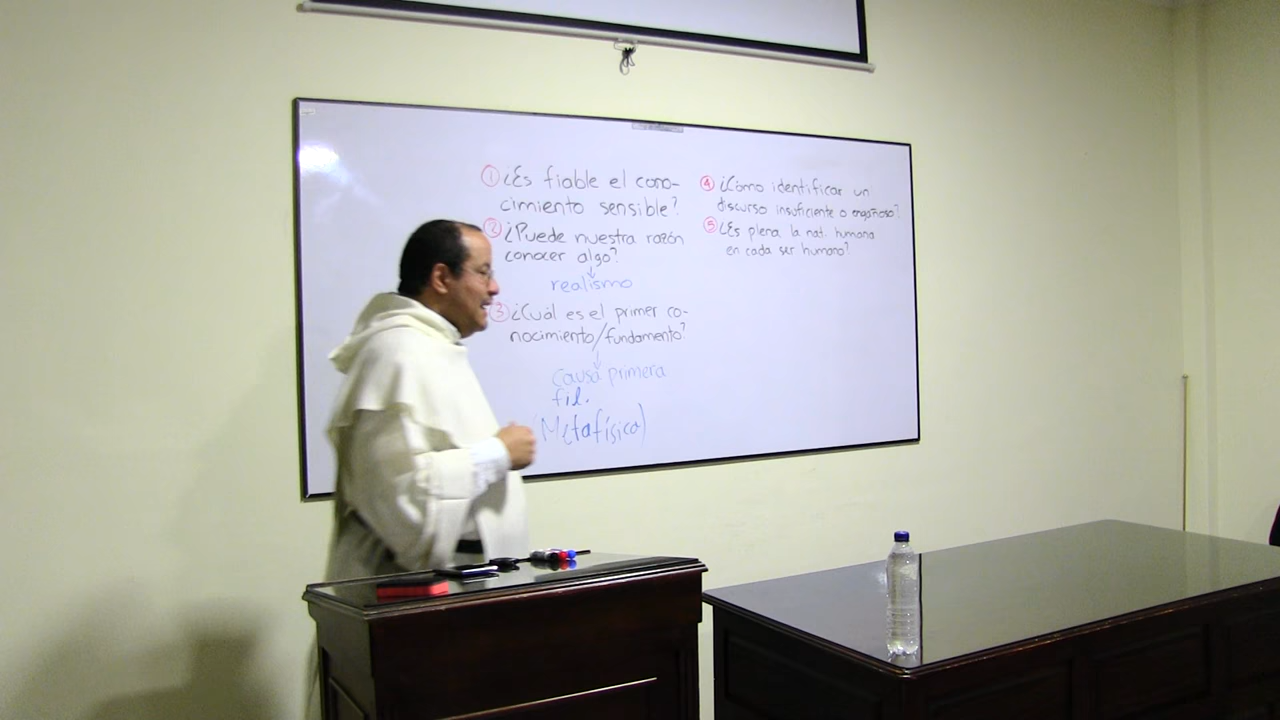 ① ¿Es fiable el cono-
cimiento sensible?
② ¿Puede nuestra razón
conocer algo?
↓
realismo
③ ¿Cuál es el primer co-
nocimiento/fundamento?
↓
causa primera
fil.
(Metafísica)
④ ¿Cómo identificar un
discurso insuficiente o engañoso?
⑤ ¿Es plena la nat. humana
en cada ser humano?